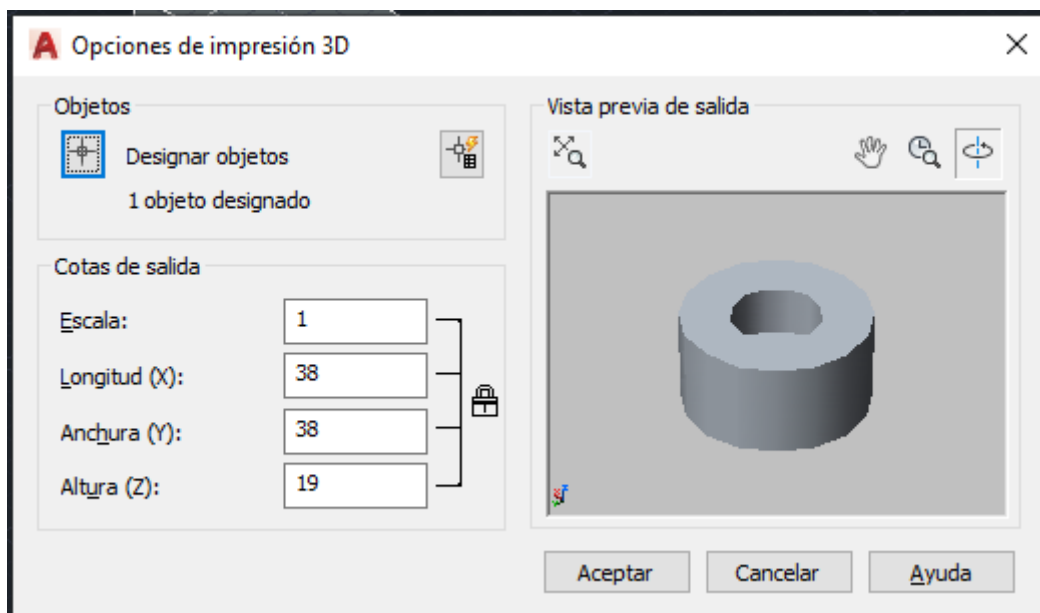 Opciones de impresión 3D
Objetos
Designar objetos
1 objeto designado
Cotas de salida
Escala:
1
Longitud (X):
38
Anchura (Y):
38
Altura (Z):
19
Vista previa de salida
Aceptar
Cancelar
Ayuda